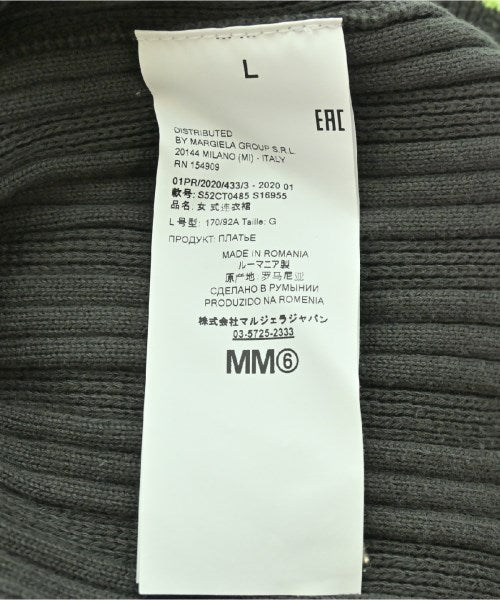 L
EAC
DISTRIBUTED
BY MARGIELA GROUP S.R.L.
20144 MILANO (MI) - ITALY
RN 154909
01PR/2020/433/3 - 2020 01
款号: S52CT0485 S16955
品名: 女 式 连衣裙
L 号型: 170/92A Taille: G
ПРОДУКТ: ПЛАТЬЕ
MADE IN ROMANIA
ルーマニア製
原产地: 罗马尼亚
СДЕЛАНО В РУМЫНИИ
PRODUZIDO NA ROMENIA
株式会社マルジェラジャパン
03-5725-2333
MM⑥